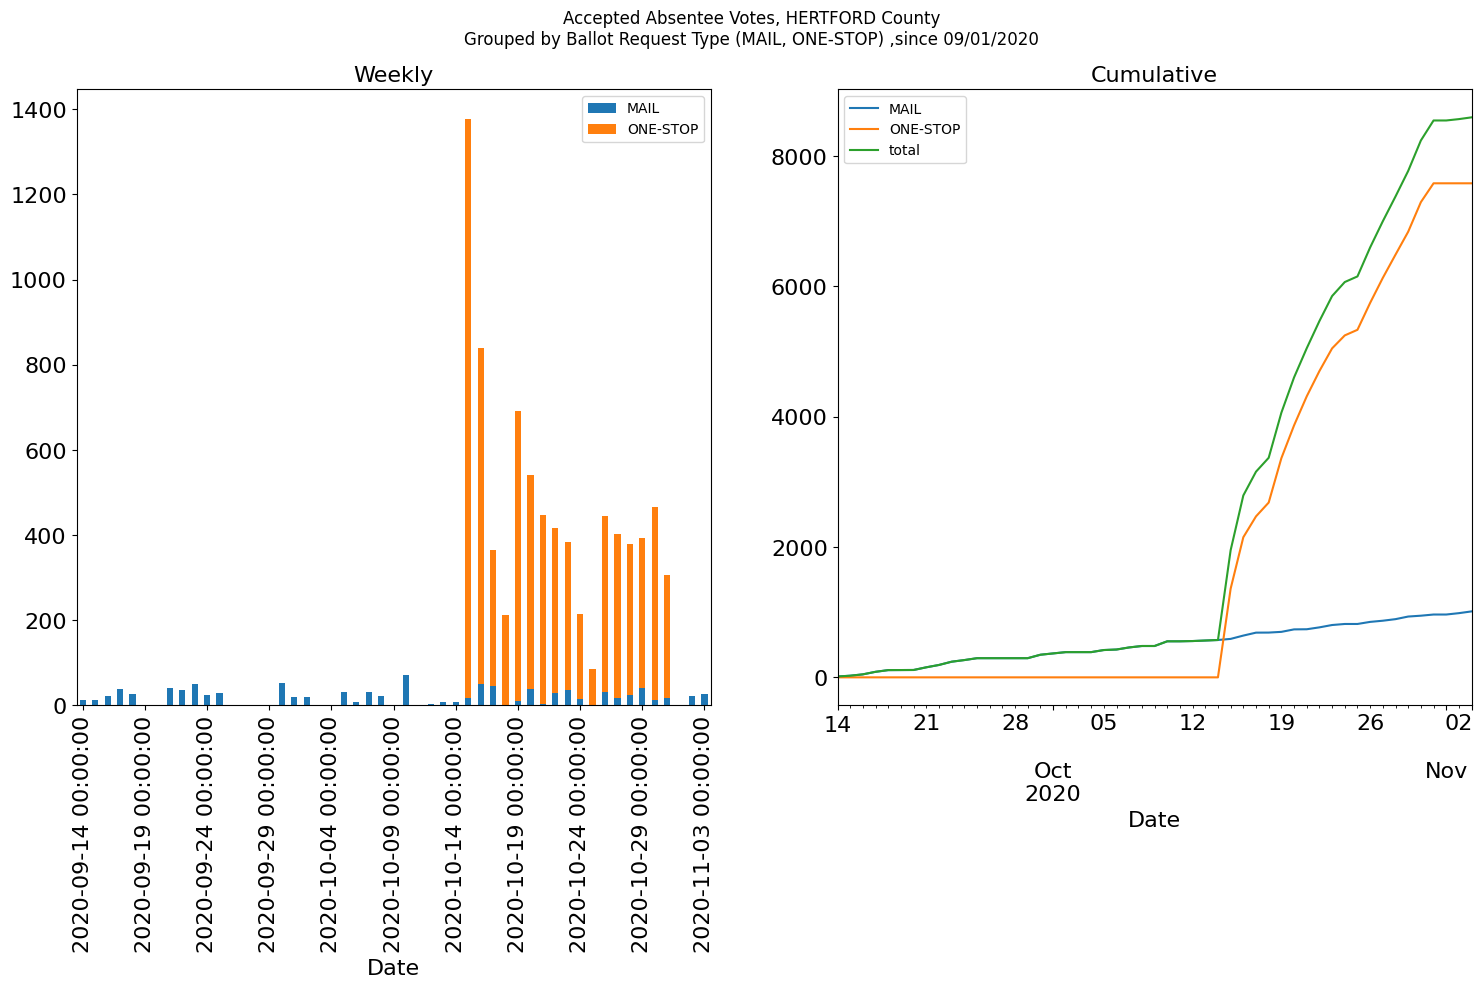 Accepted Absentee Votes, HERTFORD County
Grouped by Ballot Request Type (MAIL, ONE-STOP) ,since 09/01/2020
Weekly
1400
1200
1000
800
600
400
200
0
MAIL
ONE-STOP
2020-09-14 00:00:00
2020-09-19 00:00:00
2020-09-24 00:00:00
2020-09-29 00:00:00
2020-10-04 00:00:00
2020-10-09 00:00:00
2020-10-14 00:00:00
2020-10-19 00:00:00
2020-10-24 00:00:00
2020-10-29 00:00:00
2020-11-03 00:00:00
Date
Cumulative
8000
6000
4000
2000
0
MAIL
ONE-STOP
total
14 21 28 05 12 19 26 02
Oct Nov
2020
Date